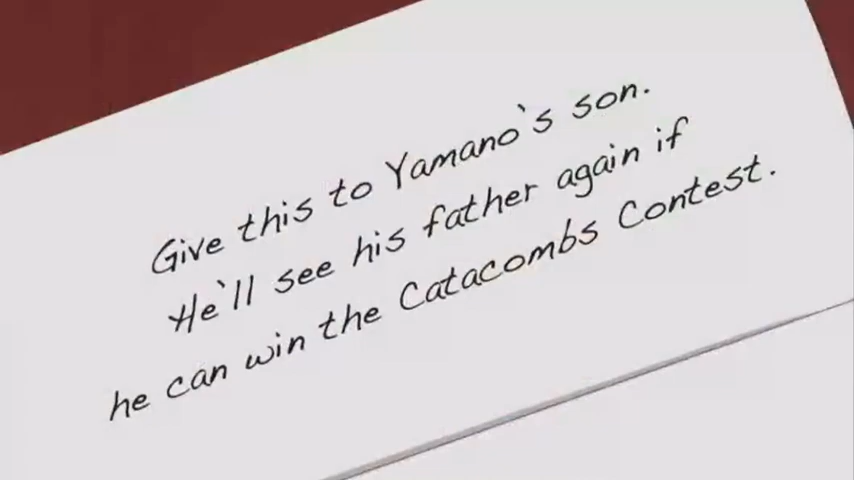 Give this to Yamano's son.
He'll see his father again if
he can win the Catacombs Contest.